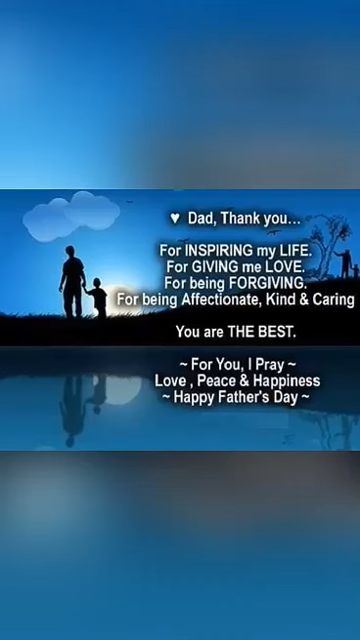 ♥ Dad, Thank you...
For INSPIRING my LIFE.
For GIVING me LOVE.
For being FORGIVING.
For being Affectionate, Kind & Caring
You are THE BEST.
~ For You, I Pray ~
Love , Peace & Happiness
~ Happy Father's Day ~